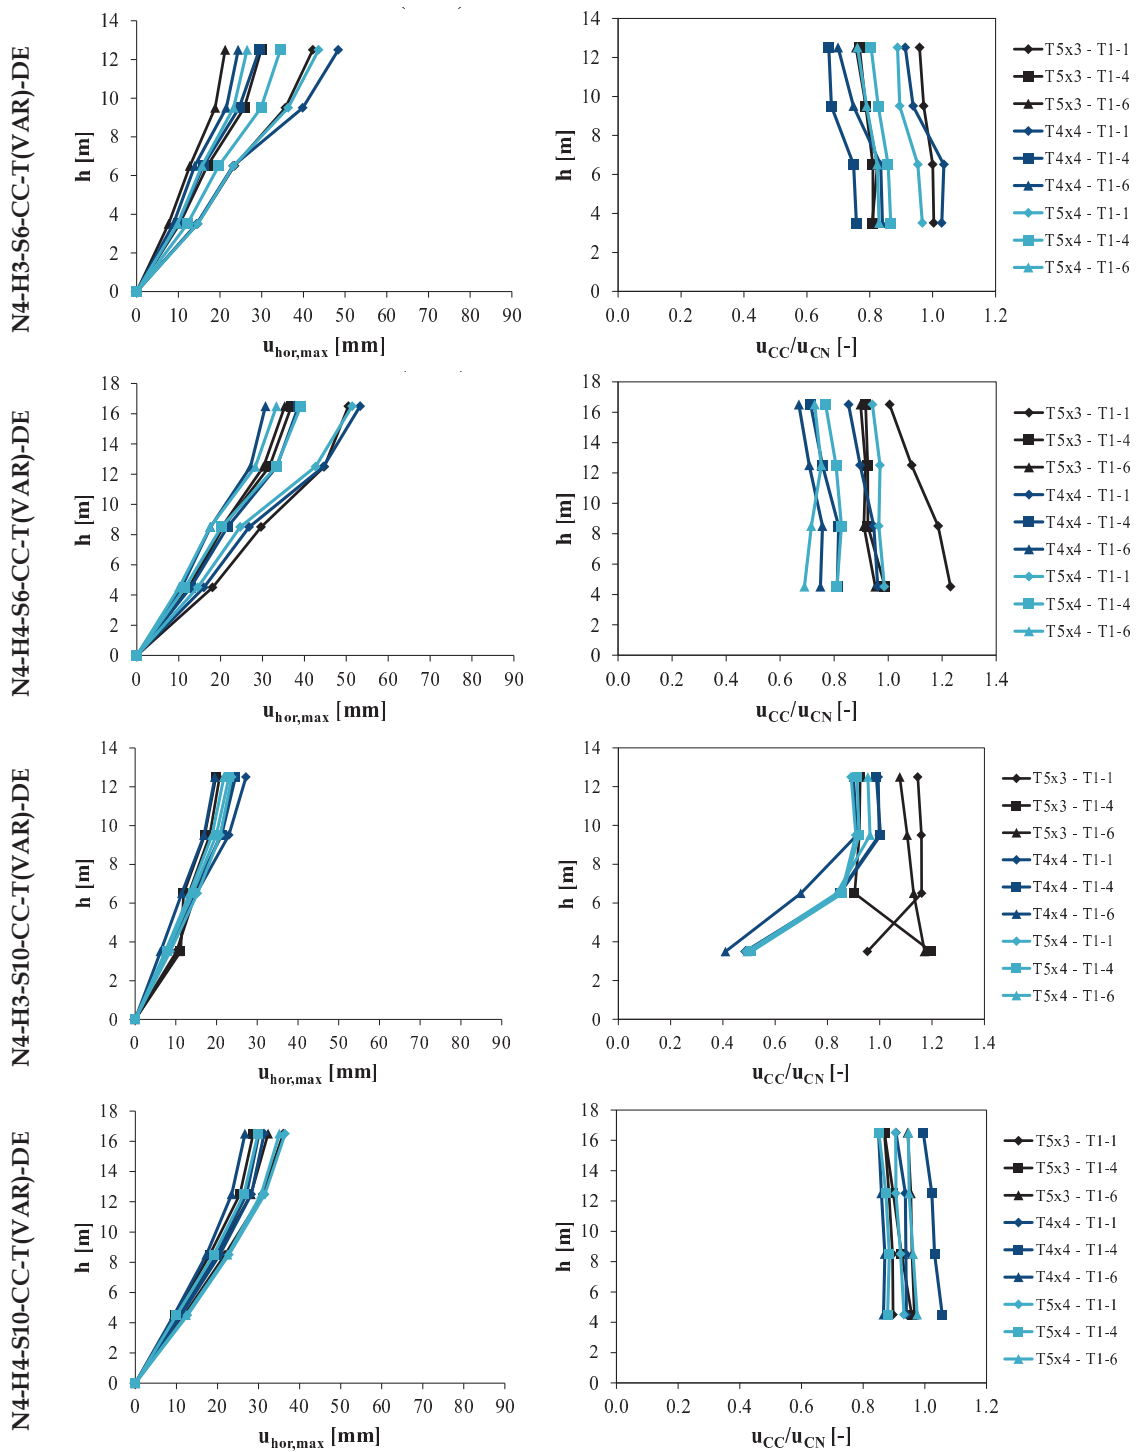 N4-H3-S6-CC-T(VAR)-DE
h [m]
14
12
10
8
6
4
2
0
0 10 20 30 40 50 60 70 80 90
u_hor,max [mm]
h [m]
14
12
10
8
6
4
2
0
0.0 0.2 0.4 0.6 0.8 1.0 1.2
u_CC/u_CN [-]
T5x3 - T1-1
T5x3 - T1-4
T5x3 - T1-6
T4x4 - T1-1
T4x4 - T1-4
T4x4 - T1-6
T5x4 - T1-1
T5x4 - T1-4
T5x4 - T1-6
N4-H4-S6-CC-T(VAR)-DE
h [m]
18
16
14
12
10
8
6
4
2
0
0 10 20 30 40 50 60 70 80 90
u_hor,max [mm]
h [m]
18
16
14
12
10
8
6
4
2
0
0.0 0.2 0.4 0.6 0.8 1.0 1.2 1.4
u_CC/u_CN [-]
T5x3 - T1-1
T5x3 - T1-4
T5x3 - T1-6
T4x4 - T1-1
T4x4 - T1-4
T4x4 - T1-6
T5x4 - T1-1
T5x4 - T1-4
T5x4 - T1-6
N4-H3-S10-CC-T(VAR)-DE
h [m]
14
12
10
8
6
4
2
0
0 10 20 30 40 50 60 70 80 90
u_hor,max [mm]
h [m]
14
12
10
8
6
4
2
0
0.0 0.2 0.4 0.6 0.8 1.0 1.2 1.4
u_CC/u_CN [-]
T5x3 - T1-1
T5x3 - T1-4
T5x3 - T1-6
T4x4 - T1-1
T4x4 - T1-4
T4x4 - T1-6
T5x4 - T1-1
T5x4 - T1-4
T5x4 - T1-6
N4-H4-S10-CC-T(VAR)-DE
h [m]
18
16
14
12
10
8
6
4
2
0
0 10 20 30 40 50 60 70 80 90
u_hor,max [mm]
h [m]
18
16
14
12
10
8
6
4
2
0
0.0 0.2 0.4 0.6 0.8 1.0 1.2
u_CC/u_CN [-]
T5x3 - T1-1
T5x3 - T1-4
T5x3 - T1-6
T4x4 - T1-1
T4x4 - T1-4
T4x4 - T1-6
T5x4 - T1-1
T5x4 - T1-4
T5x4 - T1-6